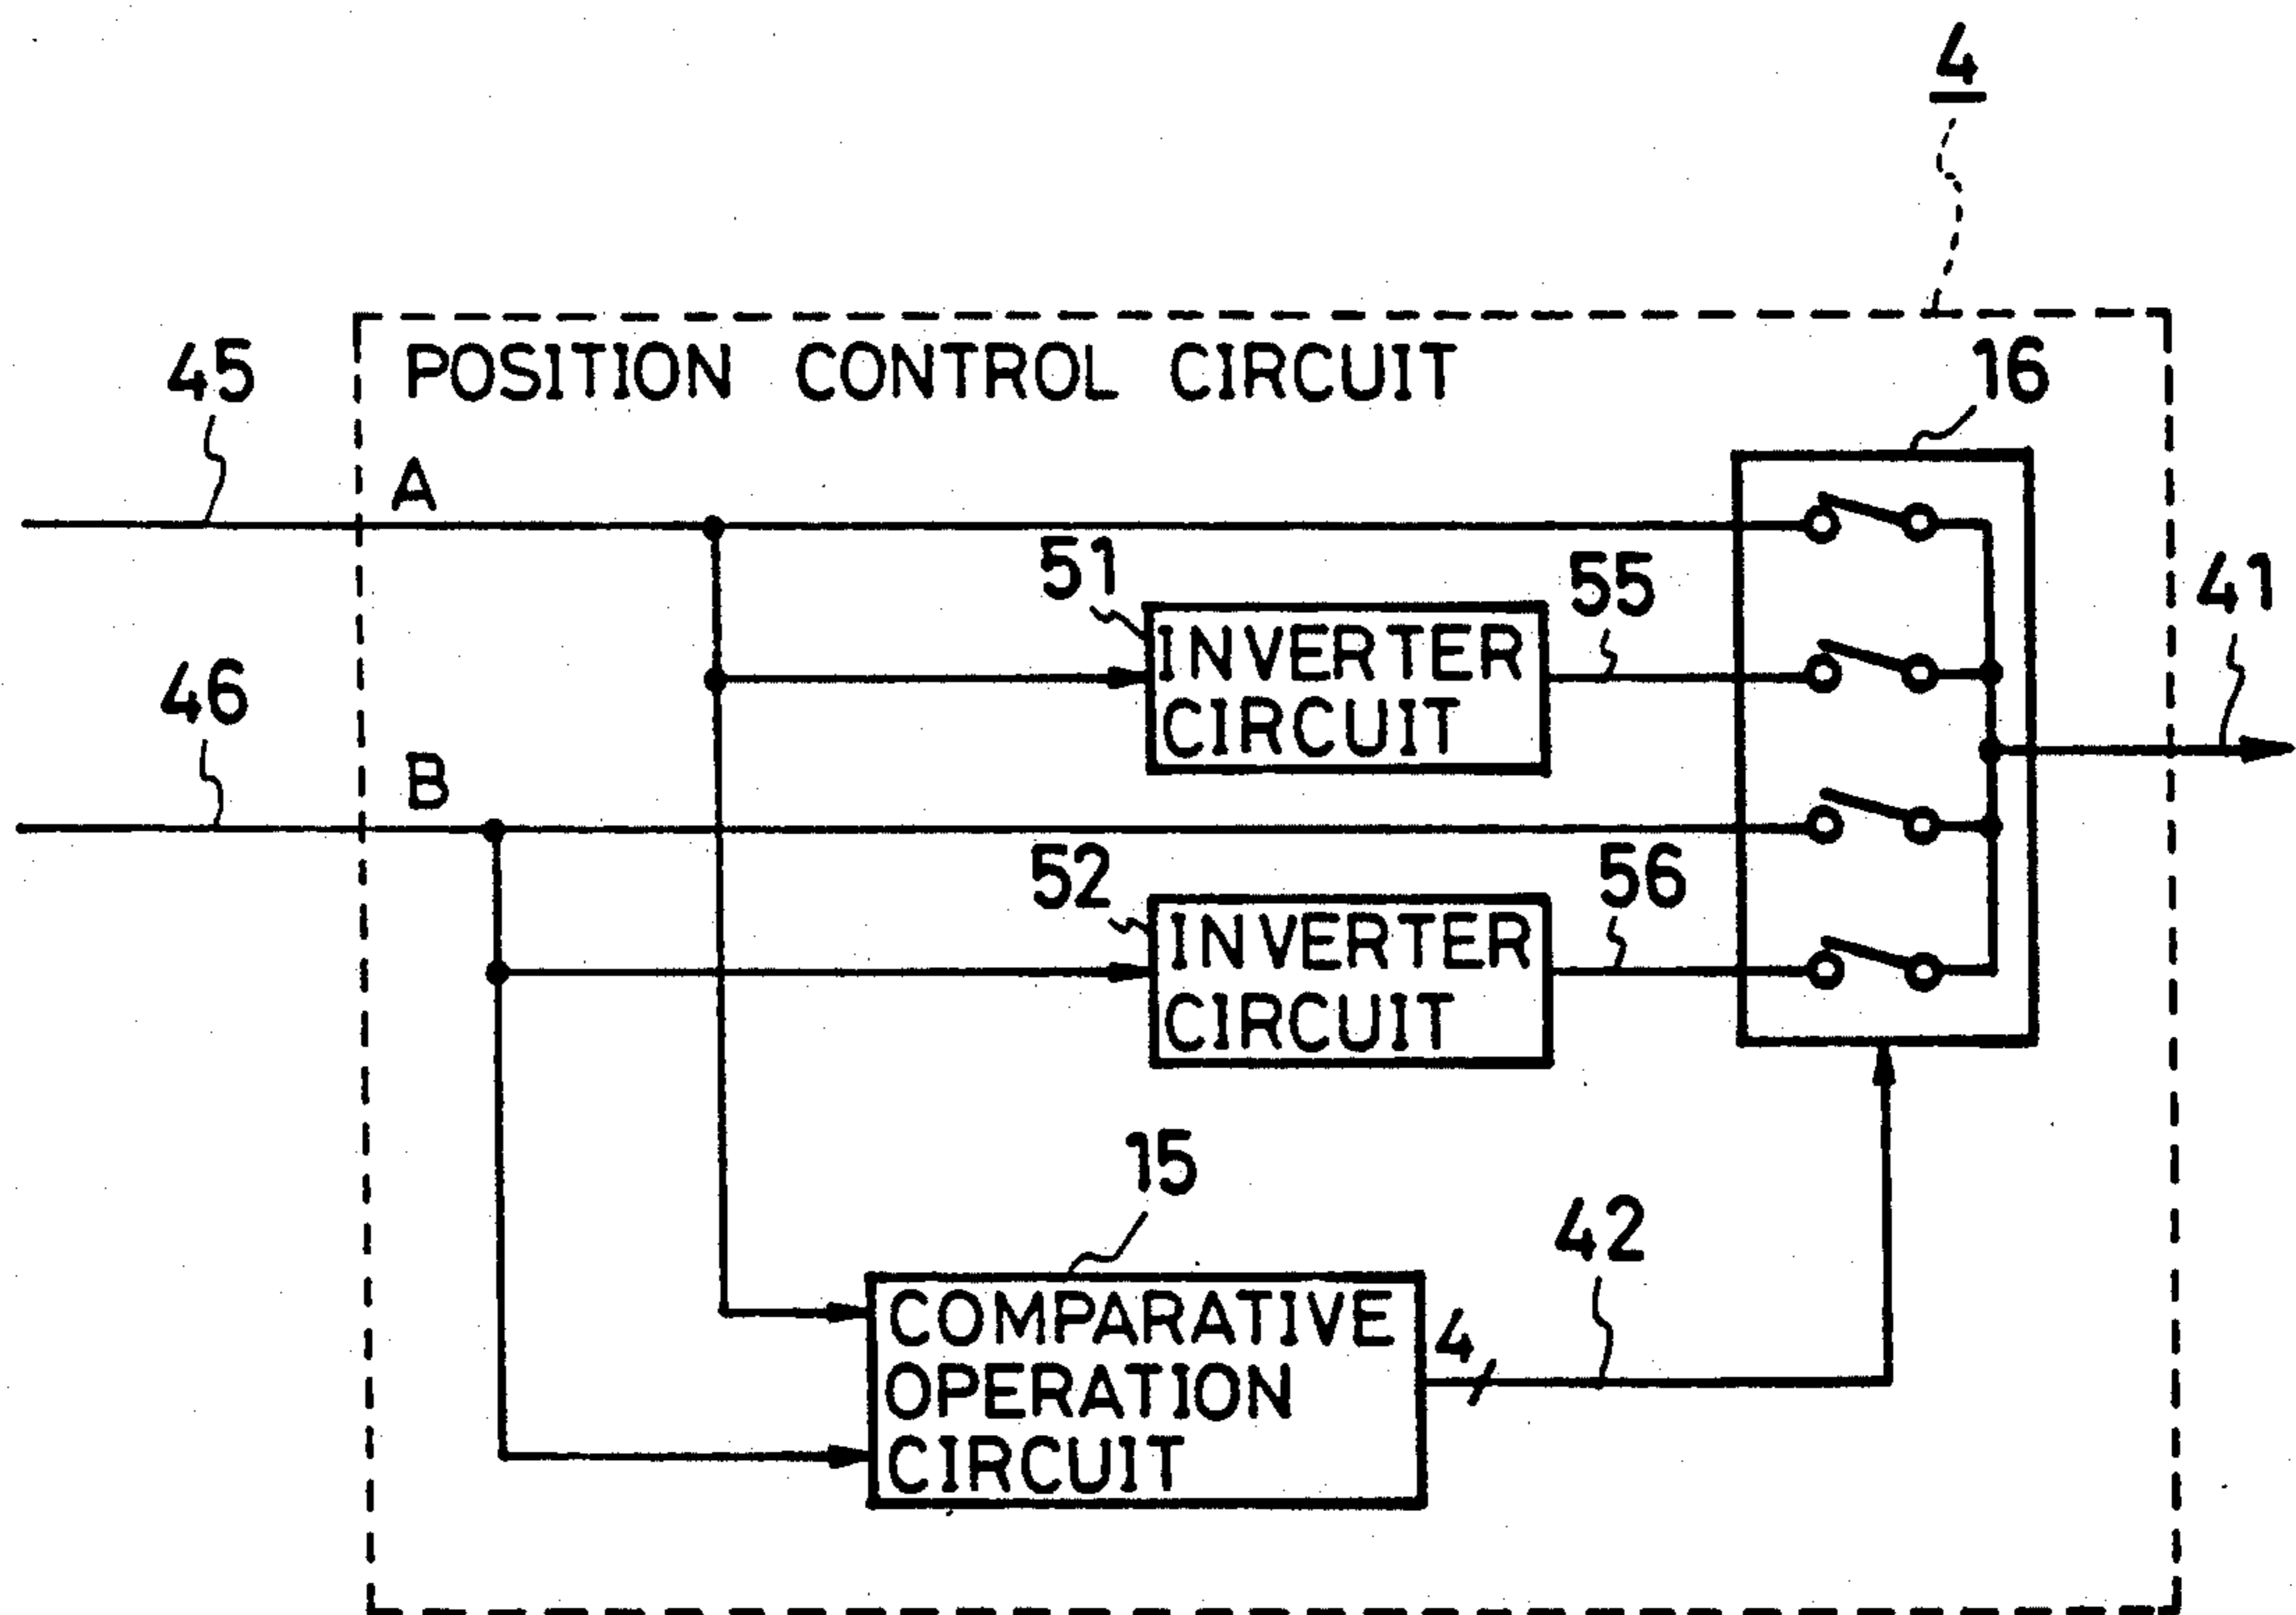 4
45
POSITION CONTROL CIRCUIT
16
A
51
55
41
INVERTER
CIRCUIT
46
B
52
56
INVERTER
CIRCUIT
15
42
COMPARATIVE
OPERATION
CIRCUIT
4